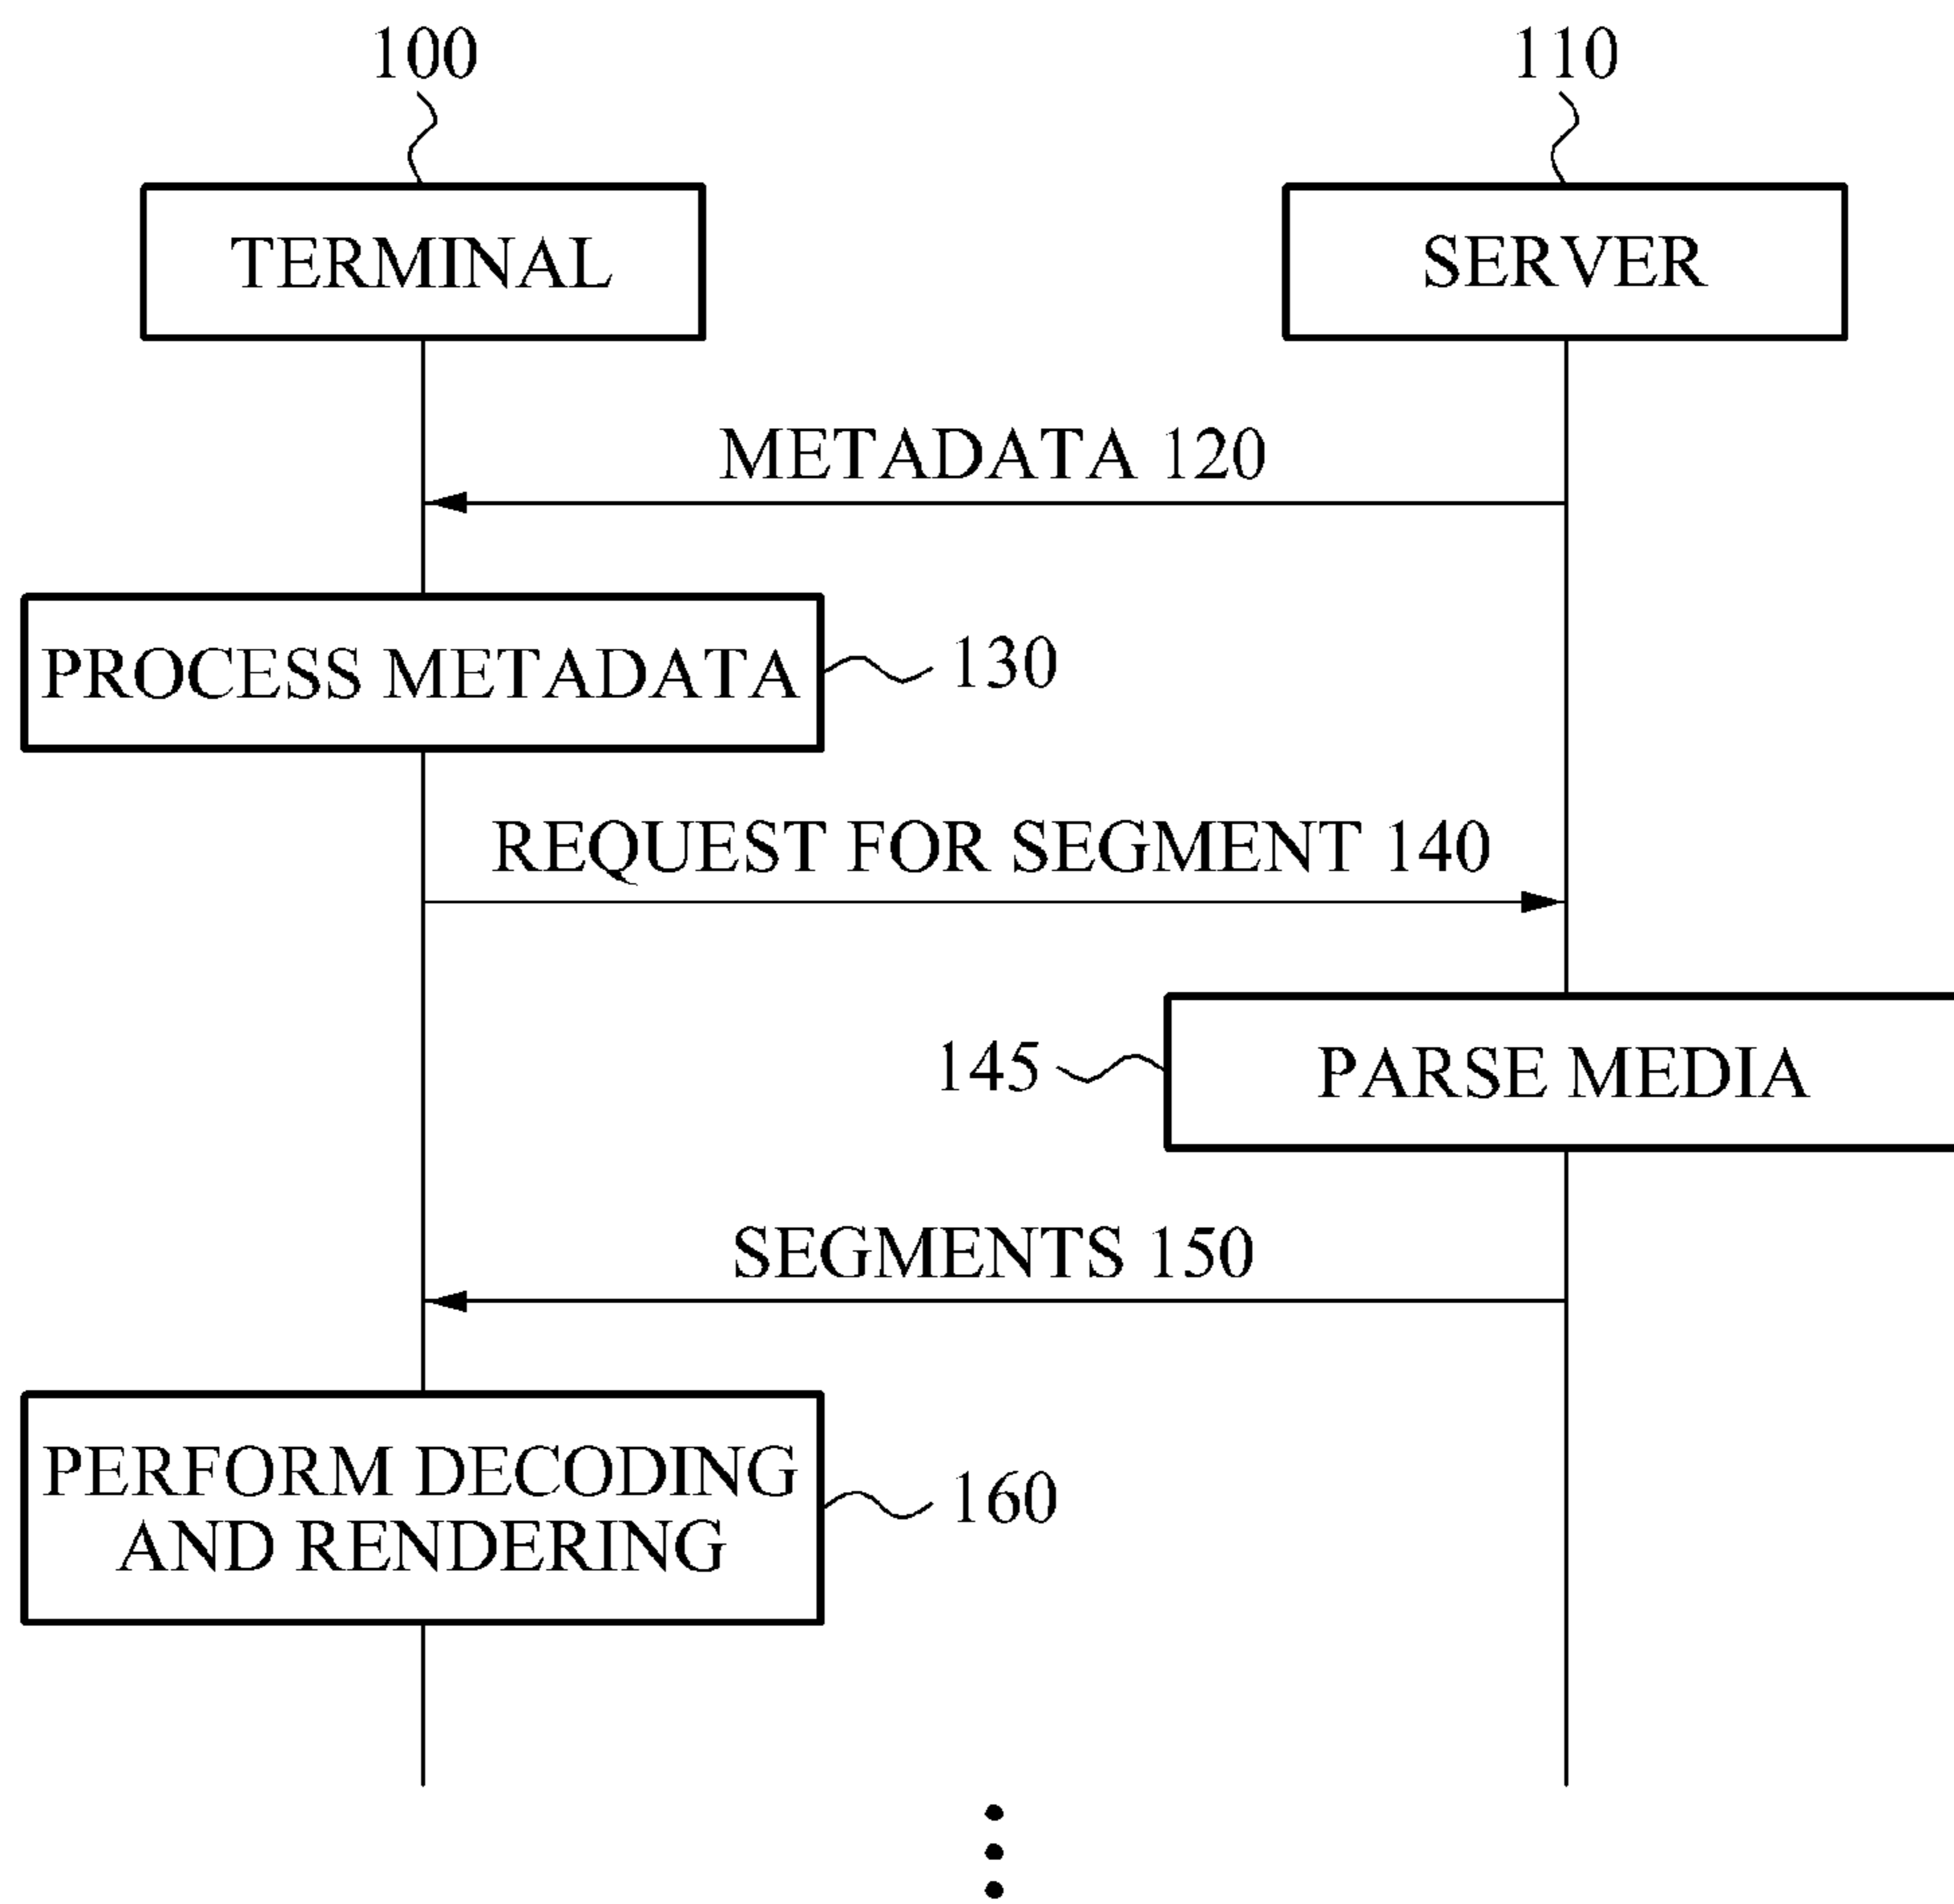 100
110
TERMINAL
SERVER
METADATA 120
PROCESS METADATA
130
REQUEST FOR SEGMENT 140
145
PARSE MEDIA
SEGMENTS 150
PERFORM DECODING
AND RENDERING
160